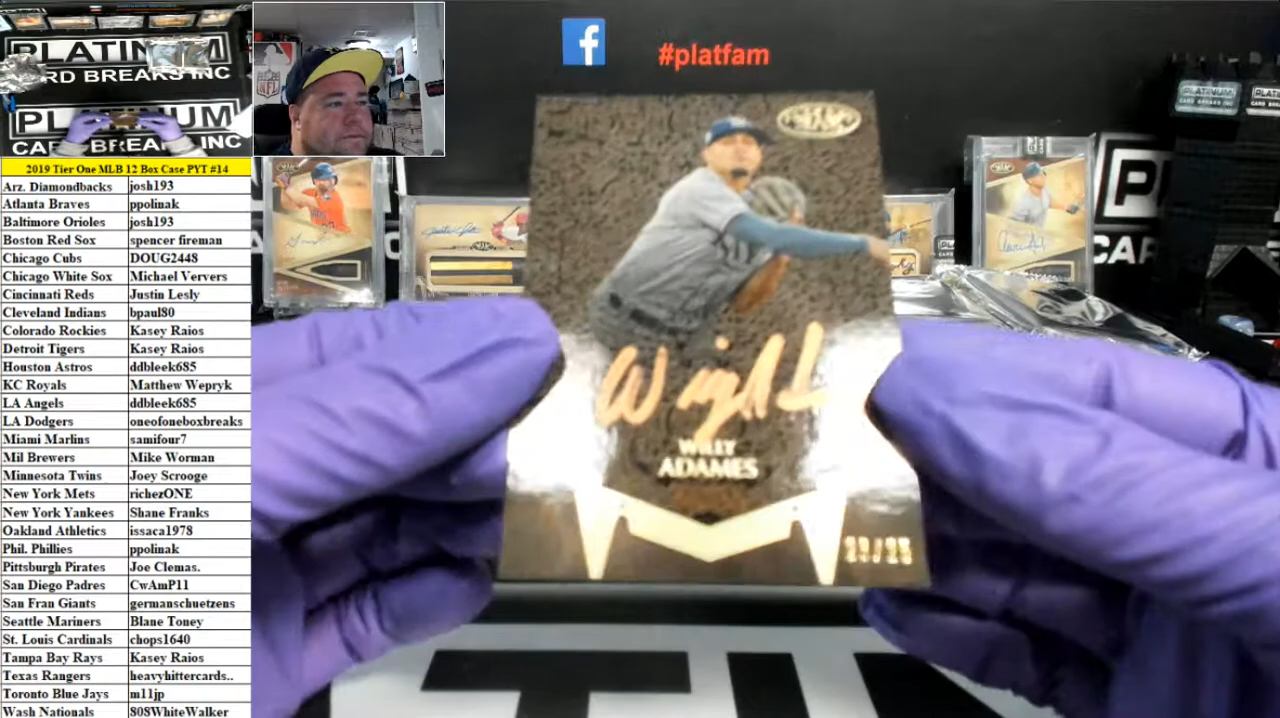 #platfam
PLATINUM
CARD BREAKS INC
PLATINUM
CARD BREAKS INC
2019 Tier One MLB 12 Box Case PYT #14
Arz. Diamondbacks josh193
Atlanta Braves ppolinak
Baltimore Orioles josh193
Boston Red Sox spencer fireman
Chicago Cubs DOUG2448
Chicago White Sox Michael Ververs
Cincinnati Reds Justin Lesly
Cleveland Indians bpaul80
Colorado Rockies Kasey Raios
Detroit Tigers Kasey Raios
Houston Astros ddbleek685
KC Royals Matthew Wepryk
LA Angels ddbleek685
LA Dodgers oneofoneboxbreaks
Miami Marlins samifour7
Mil Brewers Mike Worman
Minnesota Twins Joey Scrooge
New York Mets richezONE
New York Yankees Shane Franks
Oakland Athletics issaca1978
Phil. Phillies ppolinak
Pittsburgh Pirates Joe Clemas.
San Diego Padres CwAmP11
San Fran Giants germanschuetzens
Seattle Mariners Blane Toney
St. Louis Cardinals chops1640
Tampa Bay Rays Kasey Raios
Texas Rangers heavyhittercards..
Toronto Blue Jays m11jp
Wash Nationals 808WhiteWalker
WILLY
ADAMES
PLATINUM
CARD BREAKS INC
NFL